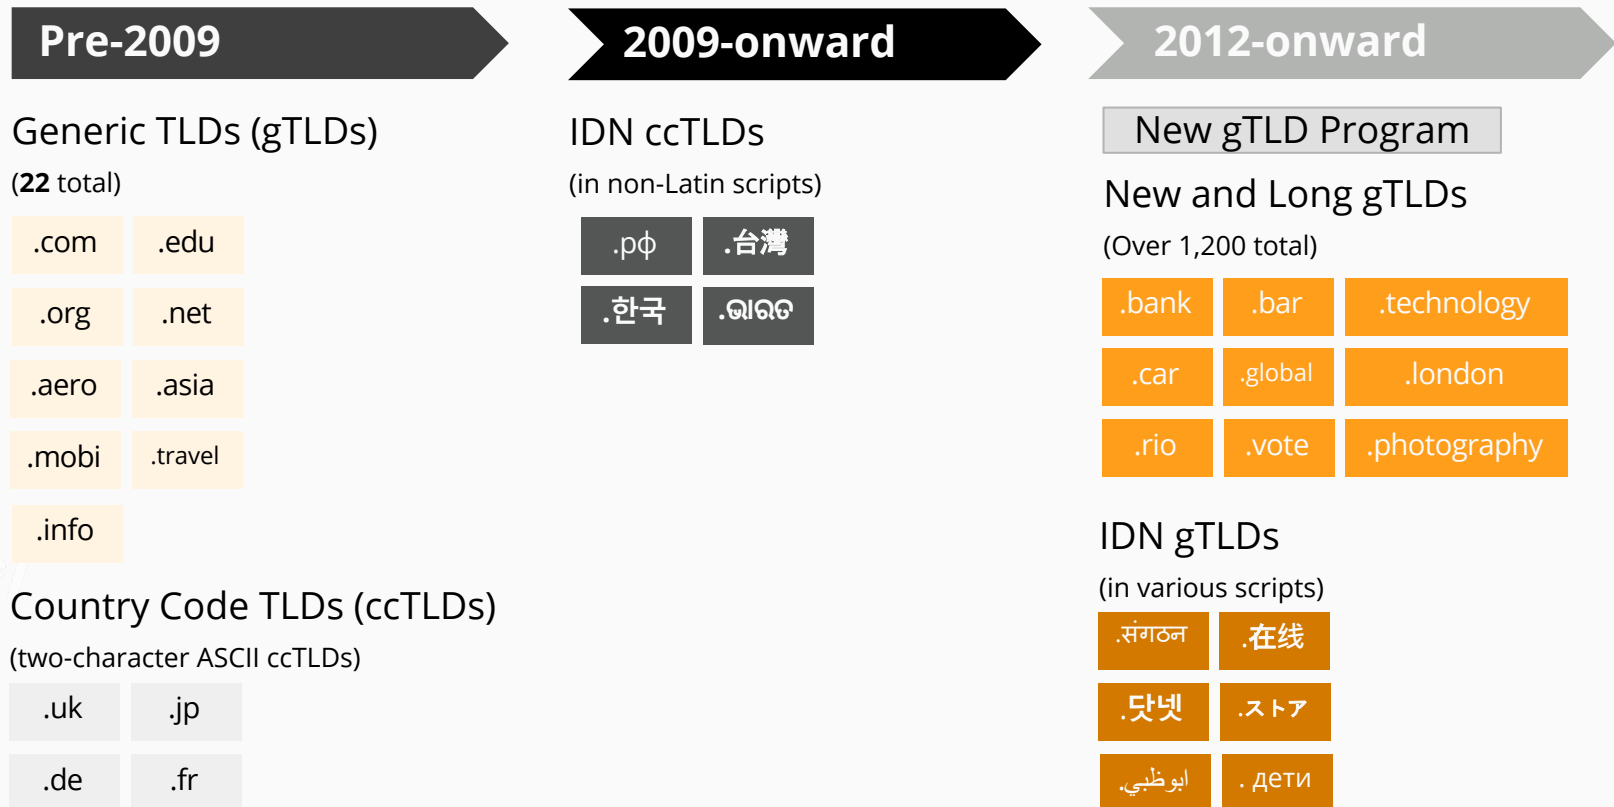 Pre-2009
Generic TLDs (gTLDs)
(22 total)
.com .edu
.org .net
.aero .asia
.mobi .travel
.info
Country Code TLDs (ccTLDs)
(two-character ASCII ccTLDs)
.uk .jp
.de .fr
2009-onward
IDN ccTLDs
(in non-Latin scripts)
.рф .台灣
.한국 .ଭାରତ
2012-onward
New gTLD Program
New and Long gTLDs
(Over 1,200 total)
.bank .bar .technology
.car .global .london
.rio .vote .photography
IDN gTLDs
(in various scripts)
.संगठन .在线
.닷넷 .ストア
.ابوظبي . дети